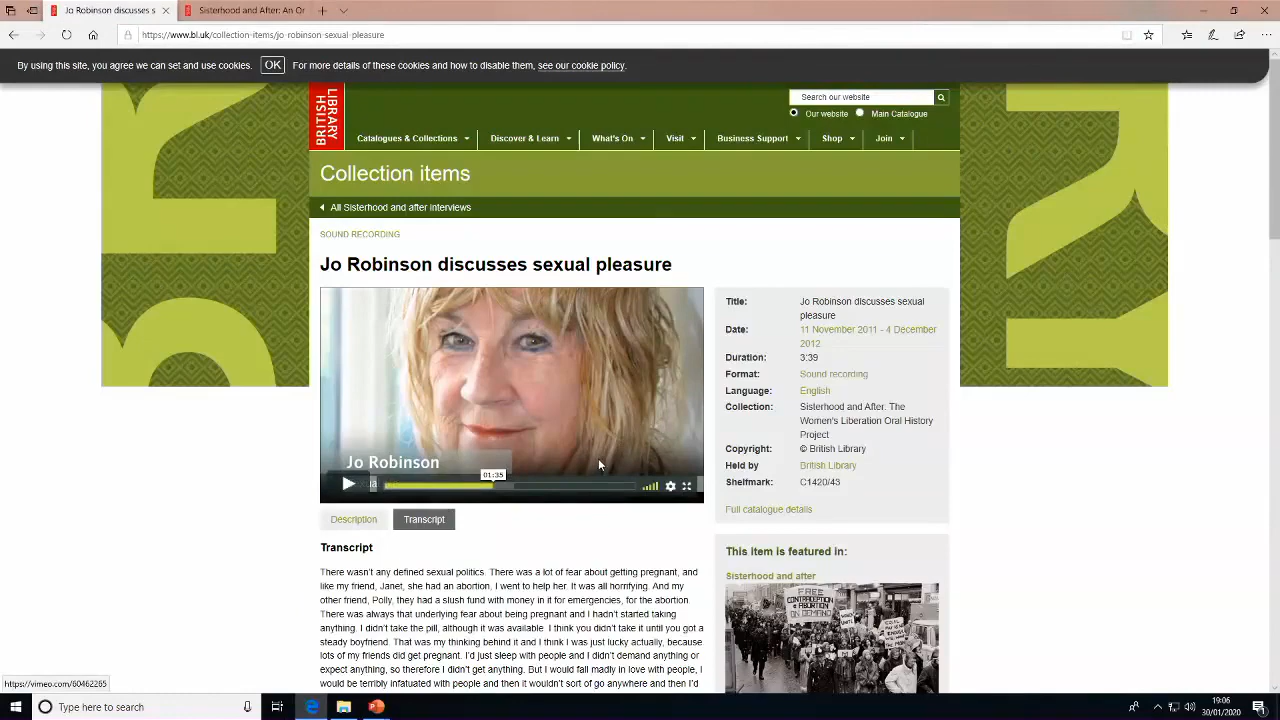 Jo Robinson discusses s
Sisterhood and After: An Or
https://www.bl.uk/collection-items/jo-robinson-sexual-pleasure
By using this site, you agree we can set and use cookies. OK For more details of these cookies and how to disable them, see our cookie policy.
BRITISH
LIBRARY
Search our website
Our website Main Catalogue
Catalogues & Collections Discover & Learn What's On Visit Business Support Shop Join
Collection items
All Sisterhood and after interviews
SOUND RECORDING
Jo Robinson discusses sexual pleasure
Jo Robinson
01:35
Description Transcript
Transcript
There wasn't any defined sexual politics. There was a lot of fear about getting pregnant, and
like my friend, Janet, she had an abortion, I went to help her. It was all horrifying. And my
other friend, Polly, they had a slush fund with money in it for emergencies, for the abortion.
There was always that underlying fear about being pregnant and I hadn't started taking
anything. I didn't take the pill, although it was available. I think you didn't take it until you got a
steady boyfriend. That was my thinking behind it and I think I was just lucky actually, because
lots of my friends did get pregnant. I'd just sleep with people and didn't demand anything or
expect anything, so therefore I didn't anything. But I would fall madly in love with people, I
would be terribly infatuated with people and then it wouldn't sort of go anywhere and then I'd
Title: Jo Robinson discusses sexual
pleasure
Date: 11 November 2011 - 4 December
2012
Duration: 3:39
Format: Sound recording
Language: English
Collection: Sisterhood and After. The
Women's Liberation Oral History
Project
Copyright: © British Library
Held by British Library
Shelfmark: C1420/43
Full catalogue details
This item is featured in:
Sisterhood and after
FREE
CONTRACEPTION
& ABORTION
ON DEMAND
https://vimeo.com/60462265
Type here to search
19:06
30/01/2020